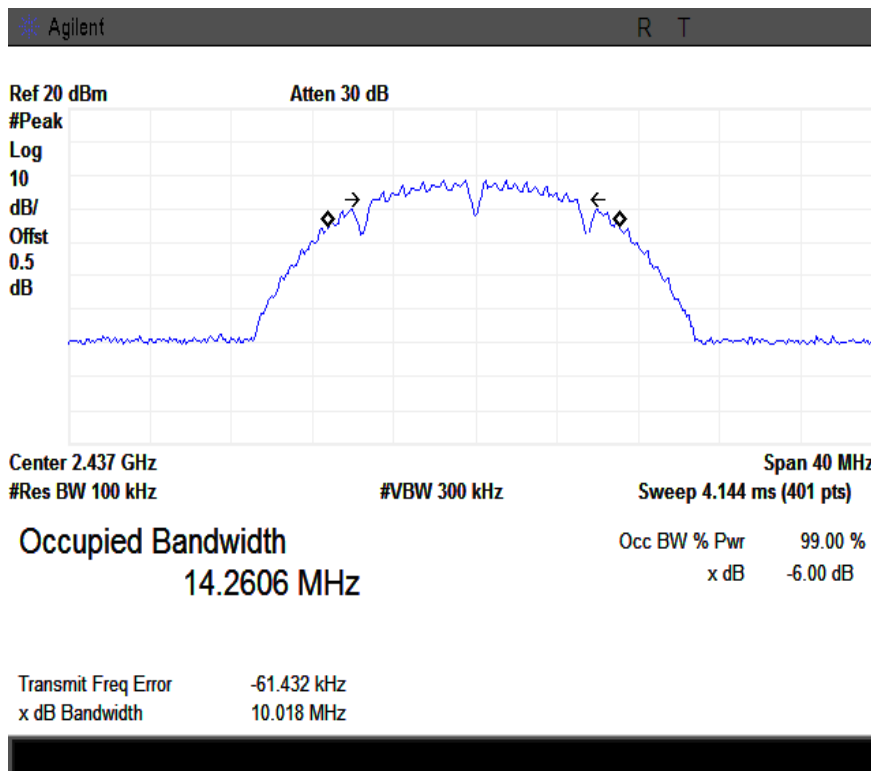 Agilent R T
Ref 20 dBm Atten 30 dB
#Peak
Log
10
dB/
Offst
0.5
dB
Center 2.437 GHz Span 40 MHz
#Res BW 100 kHz #VBW 300 kHz Sweep 4.144 ms (401 pts)
Occupied Bandwidth
14.2606 MHz
Occ BW % Pwr 99.00 %
x dB -6.00 dB
Transmit Freq Error -61.432 kHz
x dB Bandwidth 10.018 MHz